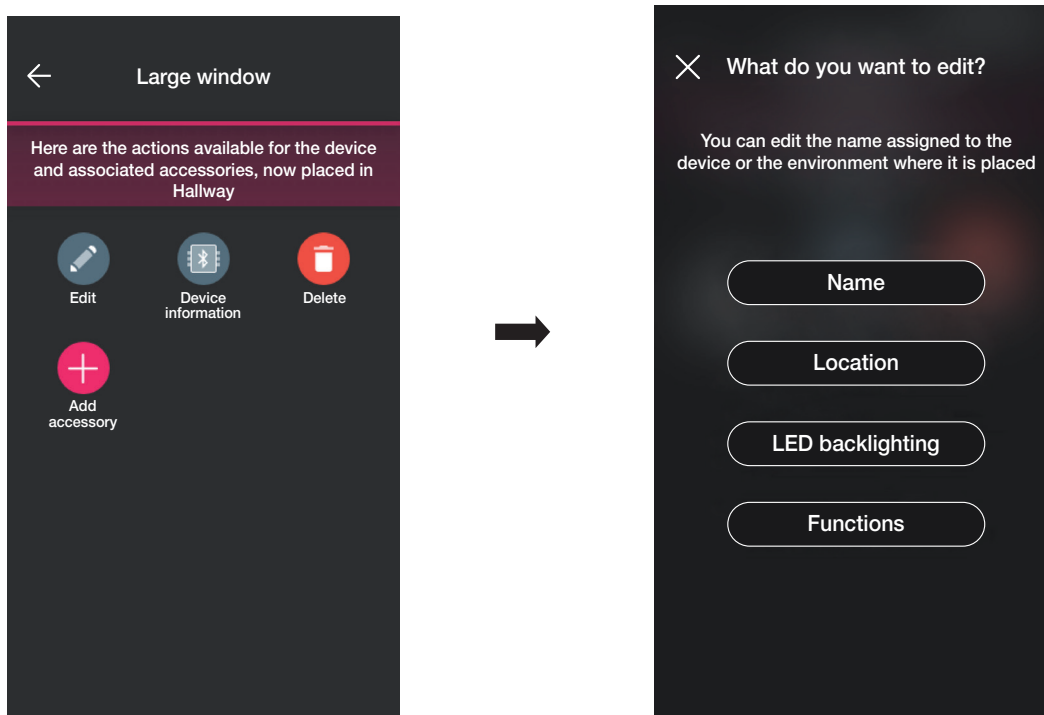 Large window
Here are the actions available for the device
and associated accessories, now placed in
Hallway
Edit
Device
information
Delete
Add
accessory
What do you want to edit?
You can edit the name assigned to the
device or the environment where it is placed
Name
Location
LED backlighting
Functions